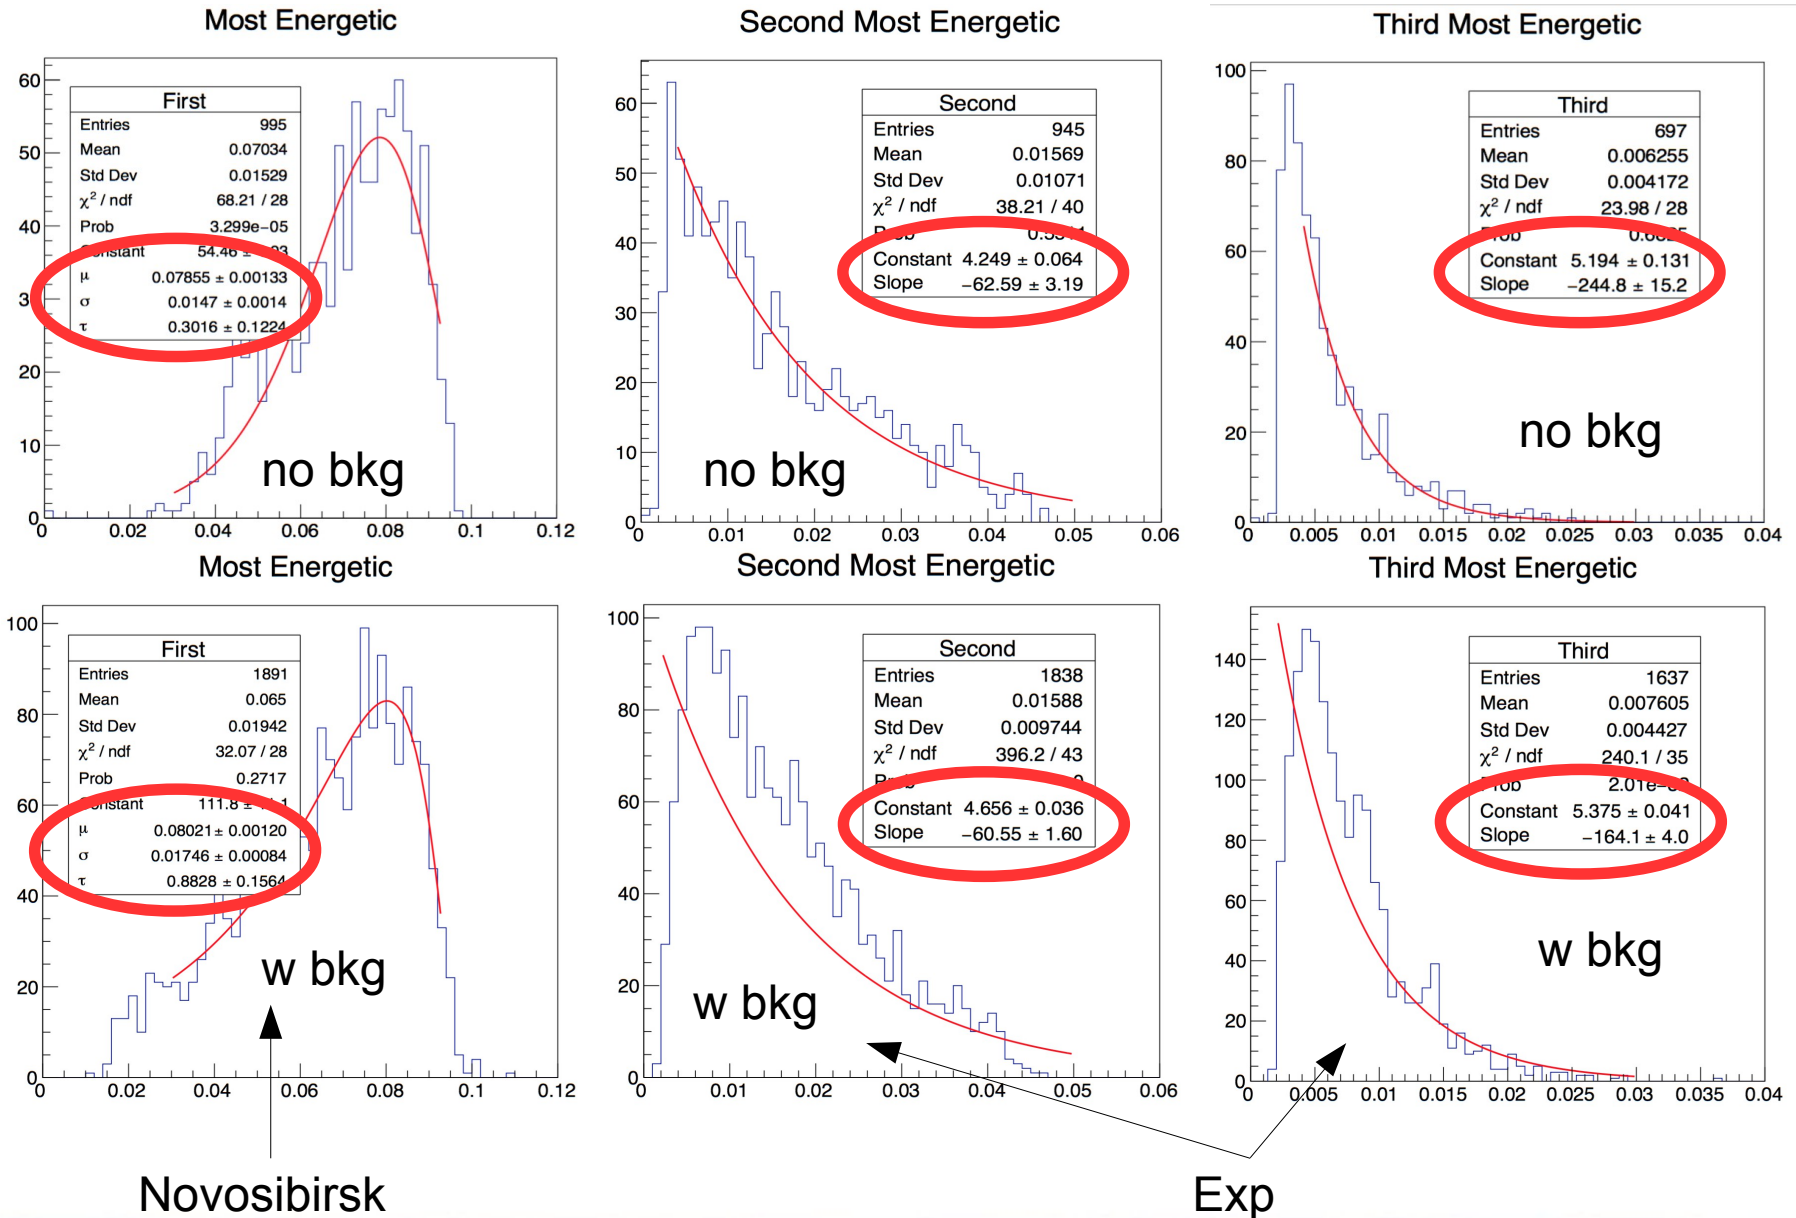 Most Energetic
Second Most Energetic
Third Most Energetic
First
Entries 995
Mean 0.07034
Std Dev 0.01529
χ² / ndf 68.21 / 28
Prob 3.299e-05
Constant 54.46 ±
μ 0.07855 ± 0.00133
σ 0.0147 ± 0.0014
τ 0.3016 ± 0.1224
no bkg
60
50
40
30
20
10
0
0 0.02 0.04 0.06 0.08 0.1 0.12
Second
Entries 945
Mean 0.01569
Std Dev 0.01071
χ² / ndf 38.21 / 40
Prob
Constant 4.249 ± 0.064
Slope −62.59 ± 3.19
no bkg
60
50
40
30
20
10
0
0 0.01 0.02 0.03 0.04 0.05 0.06
Third
Entries 697
Mean 0.006255
Std Dev 0.004172
χ² / ndf 23.98 / 28
Prob
Constant 5.194 ± 0.131
Slope −244.8 ± 15.2
no bkg
100
80
60
40
20
0
0 0.005 0.01 0.015 0.02 0.025 0.03 0.035 0.04
Most Energetic
Second Most Energetic
Third Most Energetic
First
Entries 1891
Mean 0.065
Std Dev 0.01942
χ² / ndf 32.07 / 28
Prob 0.2717
Constant 111.8 ±
μ 0.08021 ± 0.00120
σ 0.01746 ± 0.00084
τ 0.8828 ± 0.1564
w bkg
100
80
60
40
20
0
0 0.02 0.04 0.06 0.08 0.1 0.12
Second
Entries 1838
Mean 0.01588
Std Dev 0.009744
χ² / ndf 396.2 / 43
Prob
Constant 4.656 ± 0.036
Slope −60.55 ± 1.60
w bkg
100
80
60
40
20
0
0 0.01 0.02 0.03 0.04 0.05 0.06
Third
Entries 1637
Mean 0.007605
Std Dev 0.004427
χ² / ndf 240.1 / 35
Prob
Constant 5.375 ± 0.041
Slope −164.1 ± 4.0
w bkg
140
120
100
80
60
40
20
0
0 0.005 0.01 0.015 0.02 0.025 0.03 0.035 0.04
Novosibirsk
Exp